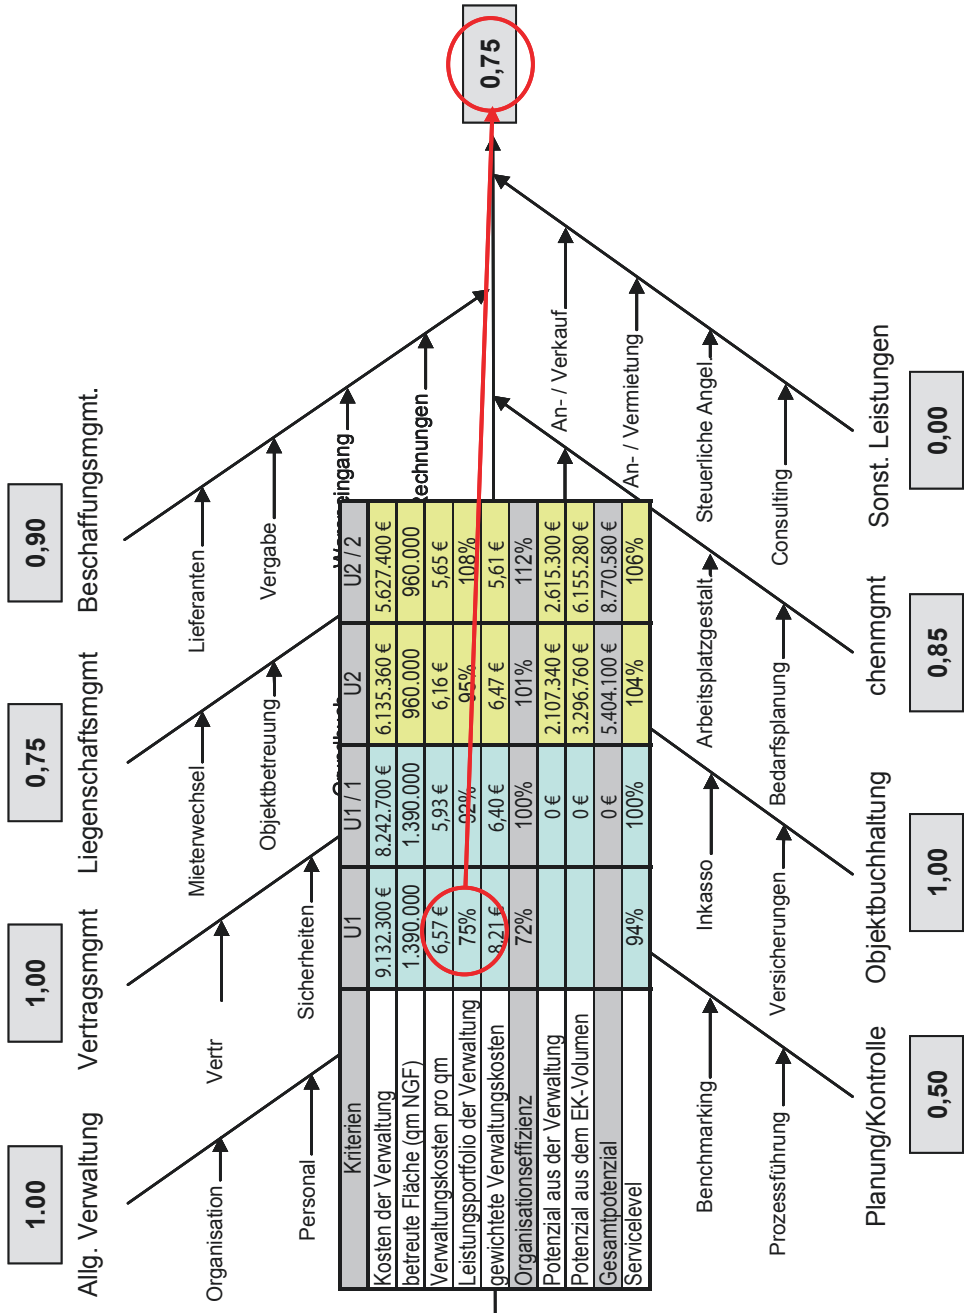 1.00 1,00 0,75 0,90
Allg. Verwaltung Vertragsmgmt Liegenschaftsmgmt Beschaffungsmgmt.
Organisation
Personal
Vertr
Sicherheiten
Mieterwechsel
Objektbetreuung
Lieferanten
Vergabe
eingang
Rechnungen
Kriterien U1 U1 / 1 U2 U2 / 2
Kosten der Verwaltung 9.132.300 € 8.242.700 € 6.135.360 € 5.627.400 €
betreute Fläche (qm NGF) 1.390.000 1.390.000 960.000 960.000
Verwaltungskosten pro qm 6,57 € 5,93 € 6,16 € 5,65 €
Leistungsportfolio der Verwaltung 75% 92% 95% 108%
gewichtete Verwaltungskosten 8,21 € 6,40 € 6,47 € 5,61 €
Organisationseffizienz 72% 100% 101% 112%
Potenzial aus der Verwaltung 0 € 2.107.340 € 2.615.300 €
Potenzial aus dem EK-Volumen 0 € 3.296.760 € 6.155.280 €
Gesamtpotenzial 0 € 5.404.100 € 8.770.580 €
Servicelevel 94% 100% 104% 106%
0,75
Benchmarking
Prozessführung
Inkasso
Versicherungen
Arbeitsplatzgestalt.
Bedarfsplanung
An- / Verkauf
An- / Vermietung
Steuerliche Angel.
Consulting
Planung/Kontrolle Objektbuchhaltung chenmgmt Sonst. Leistungen
0,50 1,00 0,85 0,00